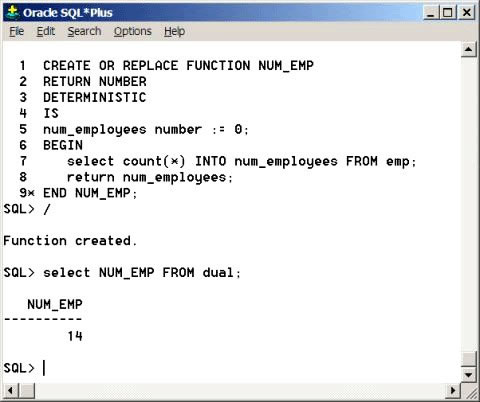 Oracle SQL*Plus
File Edit Search Options Help
1 CREATE OR REPLACE FUNCTION NUM_EMP
2 RETURN NUMBER
3 DETERMINISTIC
4 IS
5 num_employees number := 0;
6 BEGIN
7 select count(*) INTO num_employees FROM emp;
8 return num_employees;
9* END NUM_EMP;
SQL> /
Function created.
SQL> select NUM_EMP FROM dual;
NUM_EMP
----------
14
SQL>